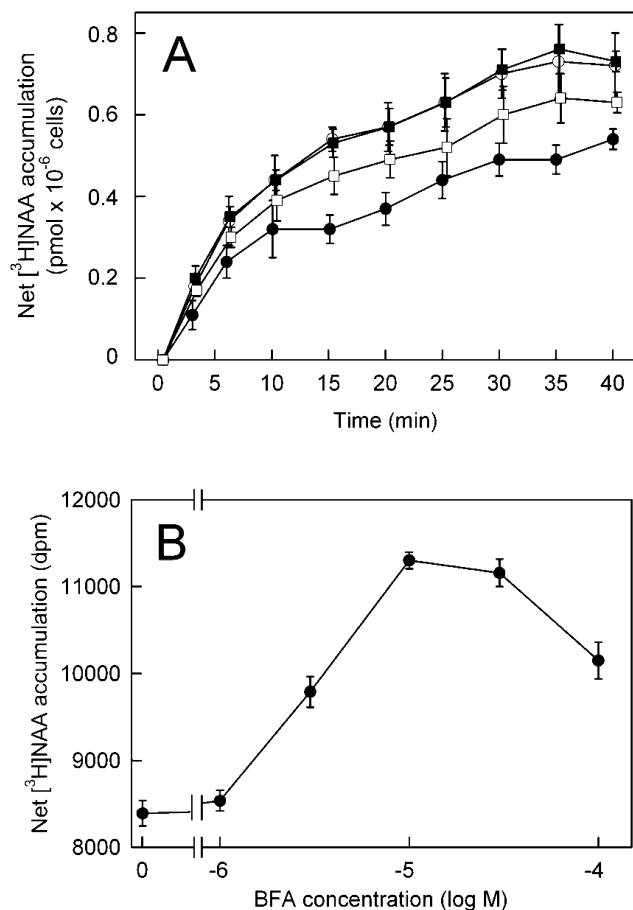 A
Net [³H]NAA accumulation
(pmol x 10⁻⁶ cells)
0.8
0.6
0.4
0.2
0
0 5 10 15 20 25 30 35 40
Time (min)
B
Net [³H]NAA accumulation (dpm)
12000
11000
10000
9000
8000
0 -6 -5 -4
BFA concentration (log M)